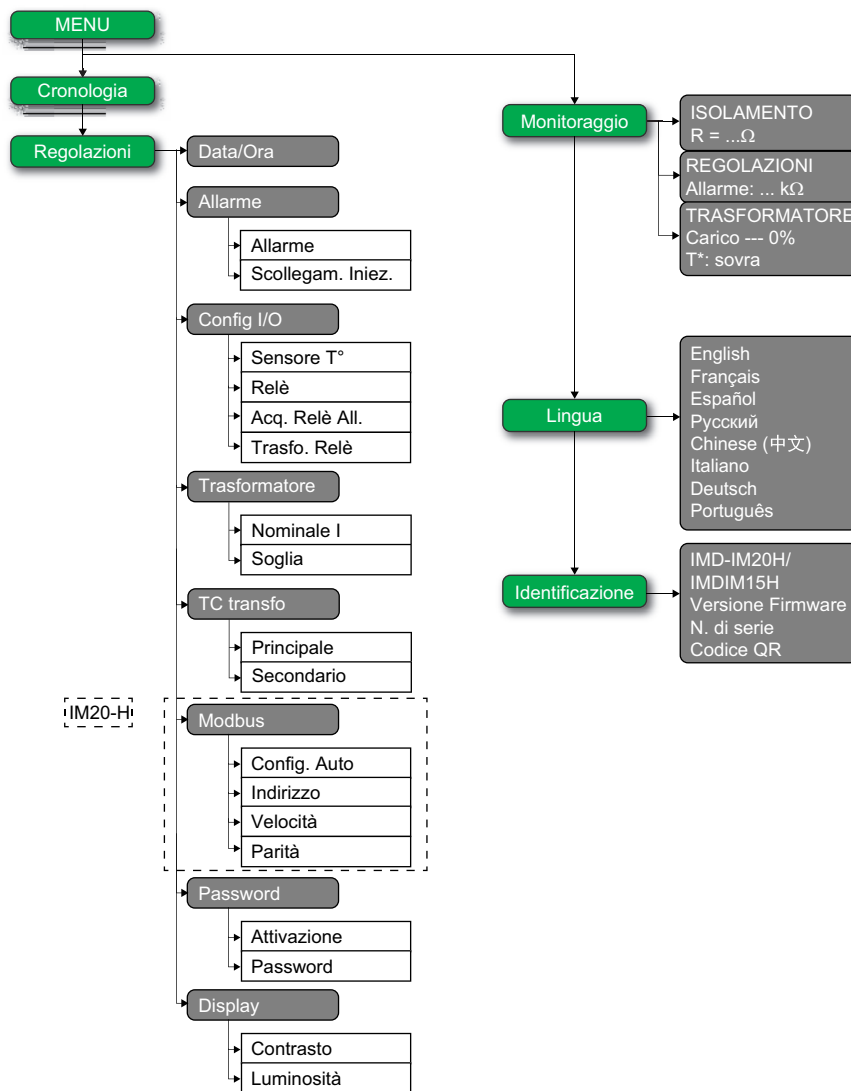 MENU
Cronologia
Regolazioni
Data/Ora
Allarme
Allarme
Scollegam. Iniez.
Config I/O
Sensore T°
Relè
Acq. Relè All.
Trasfo. Relè
Trasformatore
Nominale I
Soglia
TC transfo
Principale
Secondario
IM20-H
Modbus
Config. Auto
Indirizzo
Velocità
Parità
Password
Attivazione
Password
Display
Contrasto
Luminosità
Monitoraggio
ISOLAMENTO
R = ...Ω
REGOLAZIONI
Allarme: ... kΩ
TRASFORMATORE
Carico --- 0%
T*: sovra
Lingua
English
Français
Español
Русский
Chinese (中文)
Italiano
Deutsch
Português
Identificazione
IMD-IM20H/
IMDIM15H
Versione Firmware
N. di serie
Codice QR